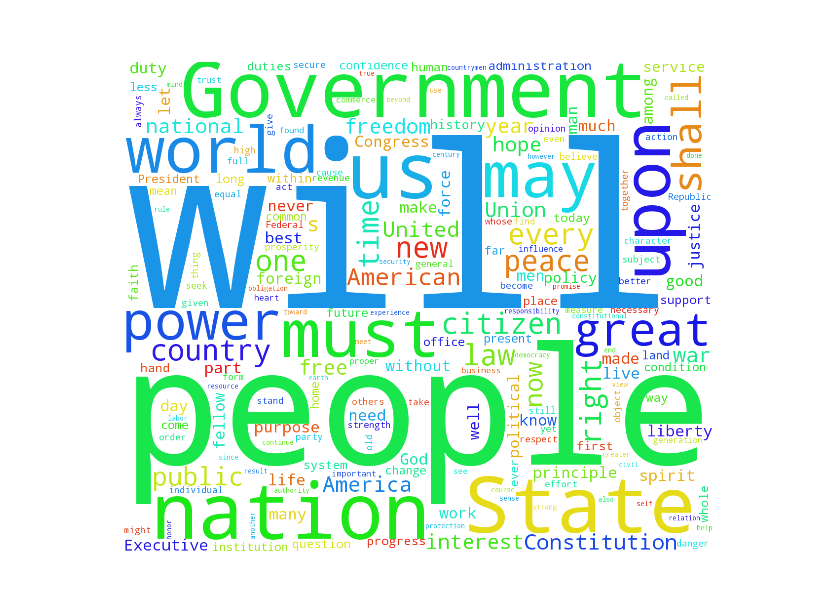 duty duties secure confidence human countrymen administration service
less mind trust true use beyond called
always let Government commerce among
national give found freedom history year opinion man much action
world high Congress us century may hope even upon shall
President long within revenue full cause force however believe done together Republic
mean equal act never make Union today whose find character justice
rule common Federal time United new every influence subject
best s prosperity security general far men policy better good
faith thing seek one foreign American peace become promise
given heart obligation Will place measure necessary support
power toward future experience must citizen responsibility constitutional great
country meet office present law democracy end land war
hand part free proper without business now right made condition
people form resource home earth live view way
day fellow stand others take political still object liberty
come labor purpose need strength well know yet respect first generation
order continue party old God ever principle greater spirit
public since system change see effort civil
individual result life important America course also self whole
nation many authority work sense State strong help
might honor another protection relation
Executive institution question progress interest Constitution danger